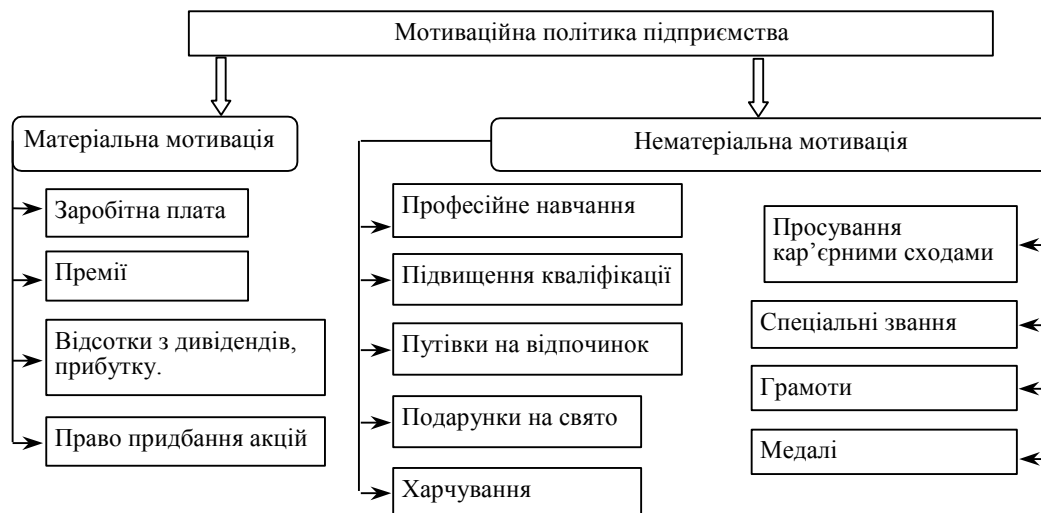 Мотиваційна політика підприємства
Матеріальна мотивація
Нематеріальна мотивація
Заробітна плата
Премії
Відсотки з дивідендів,
прибутку.
Право придбання акцій
Професійне навчання
Підвищення кваліфікації
Путівки на відпочинок
Подарунки на свято
Харчування
Просування
кар’єрними сходами
Спеціальні звання
Грамоти
Медалі